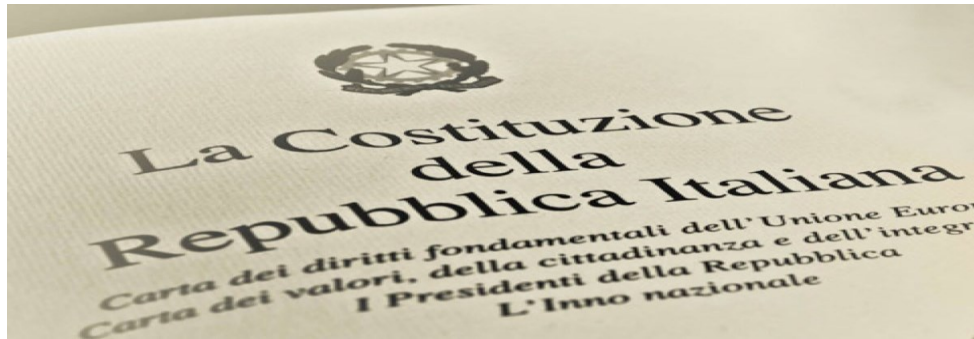 La Costituzione
della
Repubblica Italiana
Carta dei diritti fondamentali dell'Unione
Carta dei valori, della cittadinanza e dell'
I Presidenti della Repubblica
L'Inno nazionale